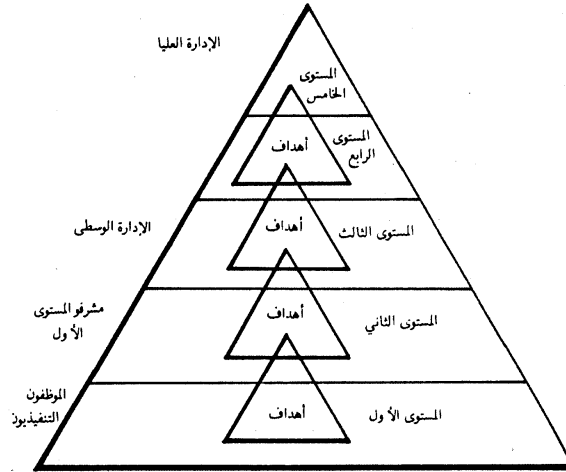 الإدارة العليا
المستوى
الخامس
المستوى
الرابع
أهداف
الإدارة الوسطى
أهداف
المستوى الثالث
مشرفو المستوى
الأول
أهداف
المستوى الثاني
الموظفون
التنفيذيون
أهداف
المستوى الأول